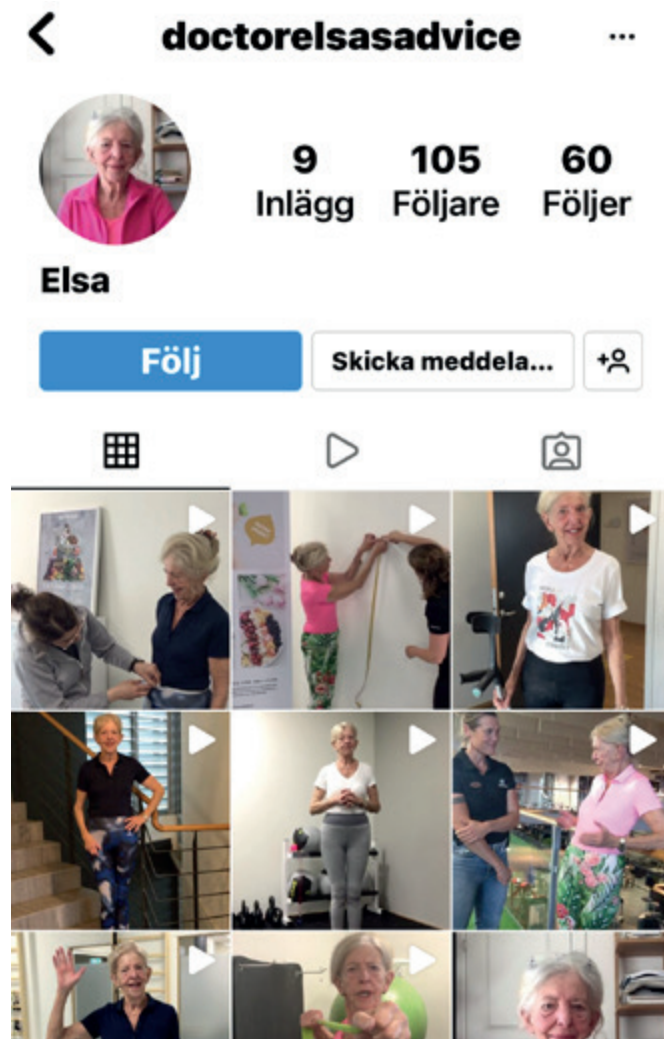 doctorelsasadvice
9 105 60
Inlägg Följare Följer
Elsa
Följ
Skicka meddela...